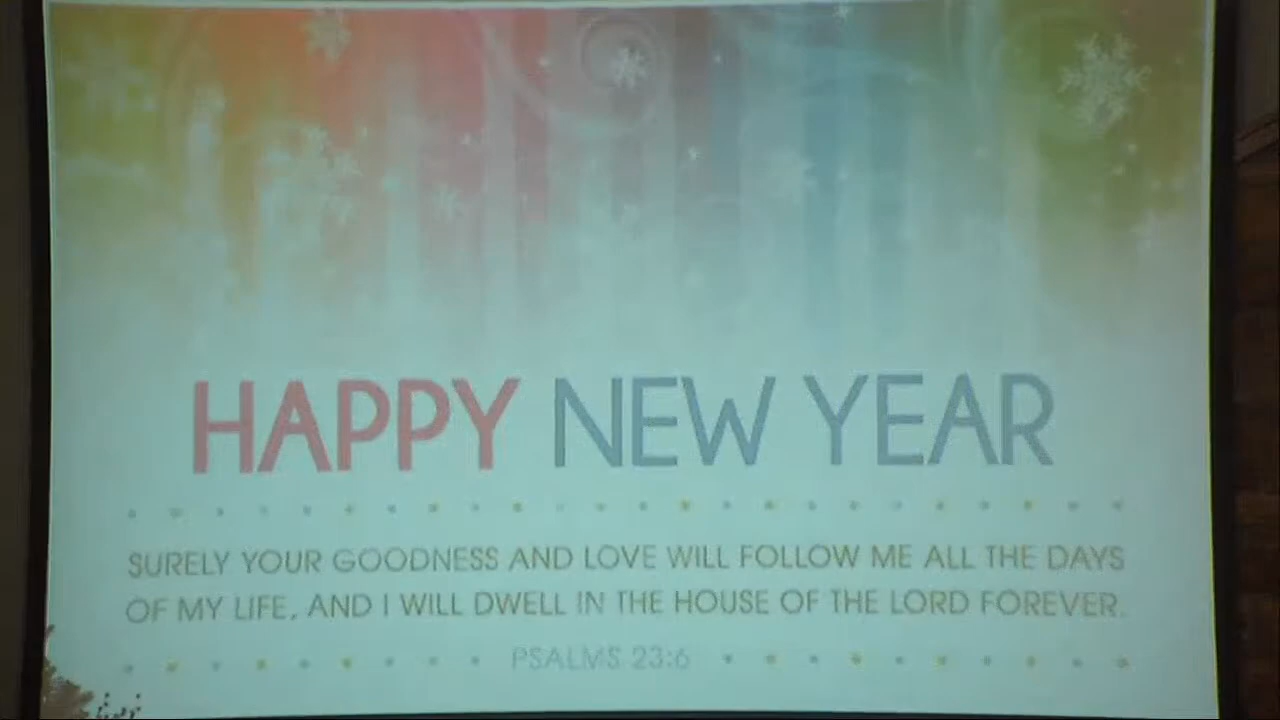 HAPPY NEW YEAR
SURELY YOUR GOODNESS AND LOVE WILL FOLLOW ME ALL THE DAYS
OF MY LIFE, AND I WILL DWELL IN THE HOUSE OF THE LORD FOREVER.
PSALMS 23:6